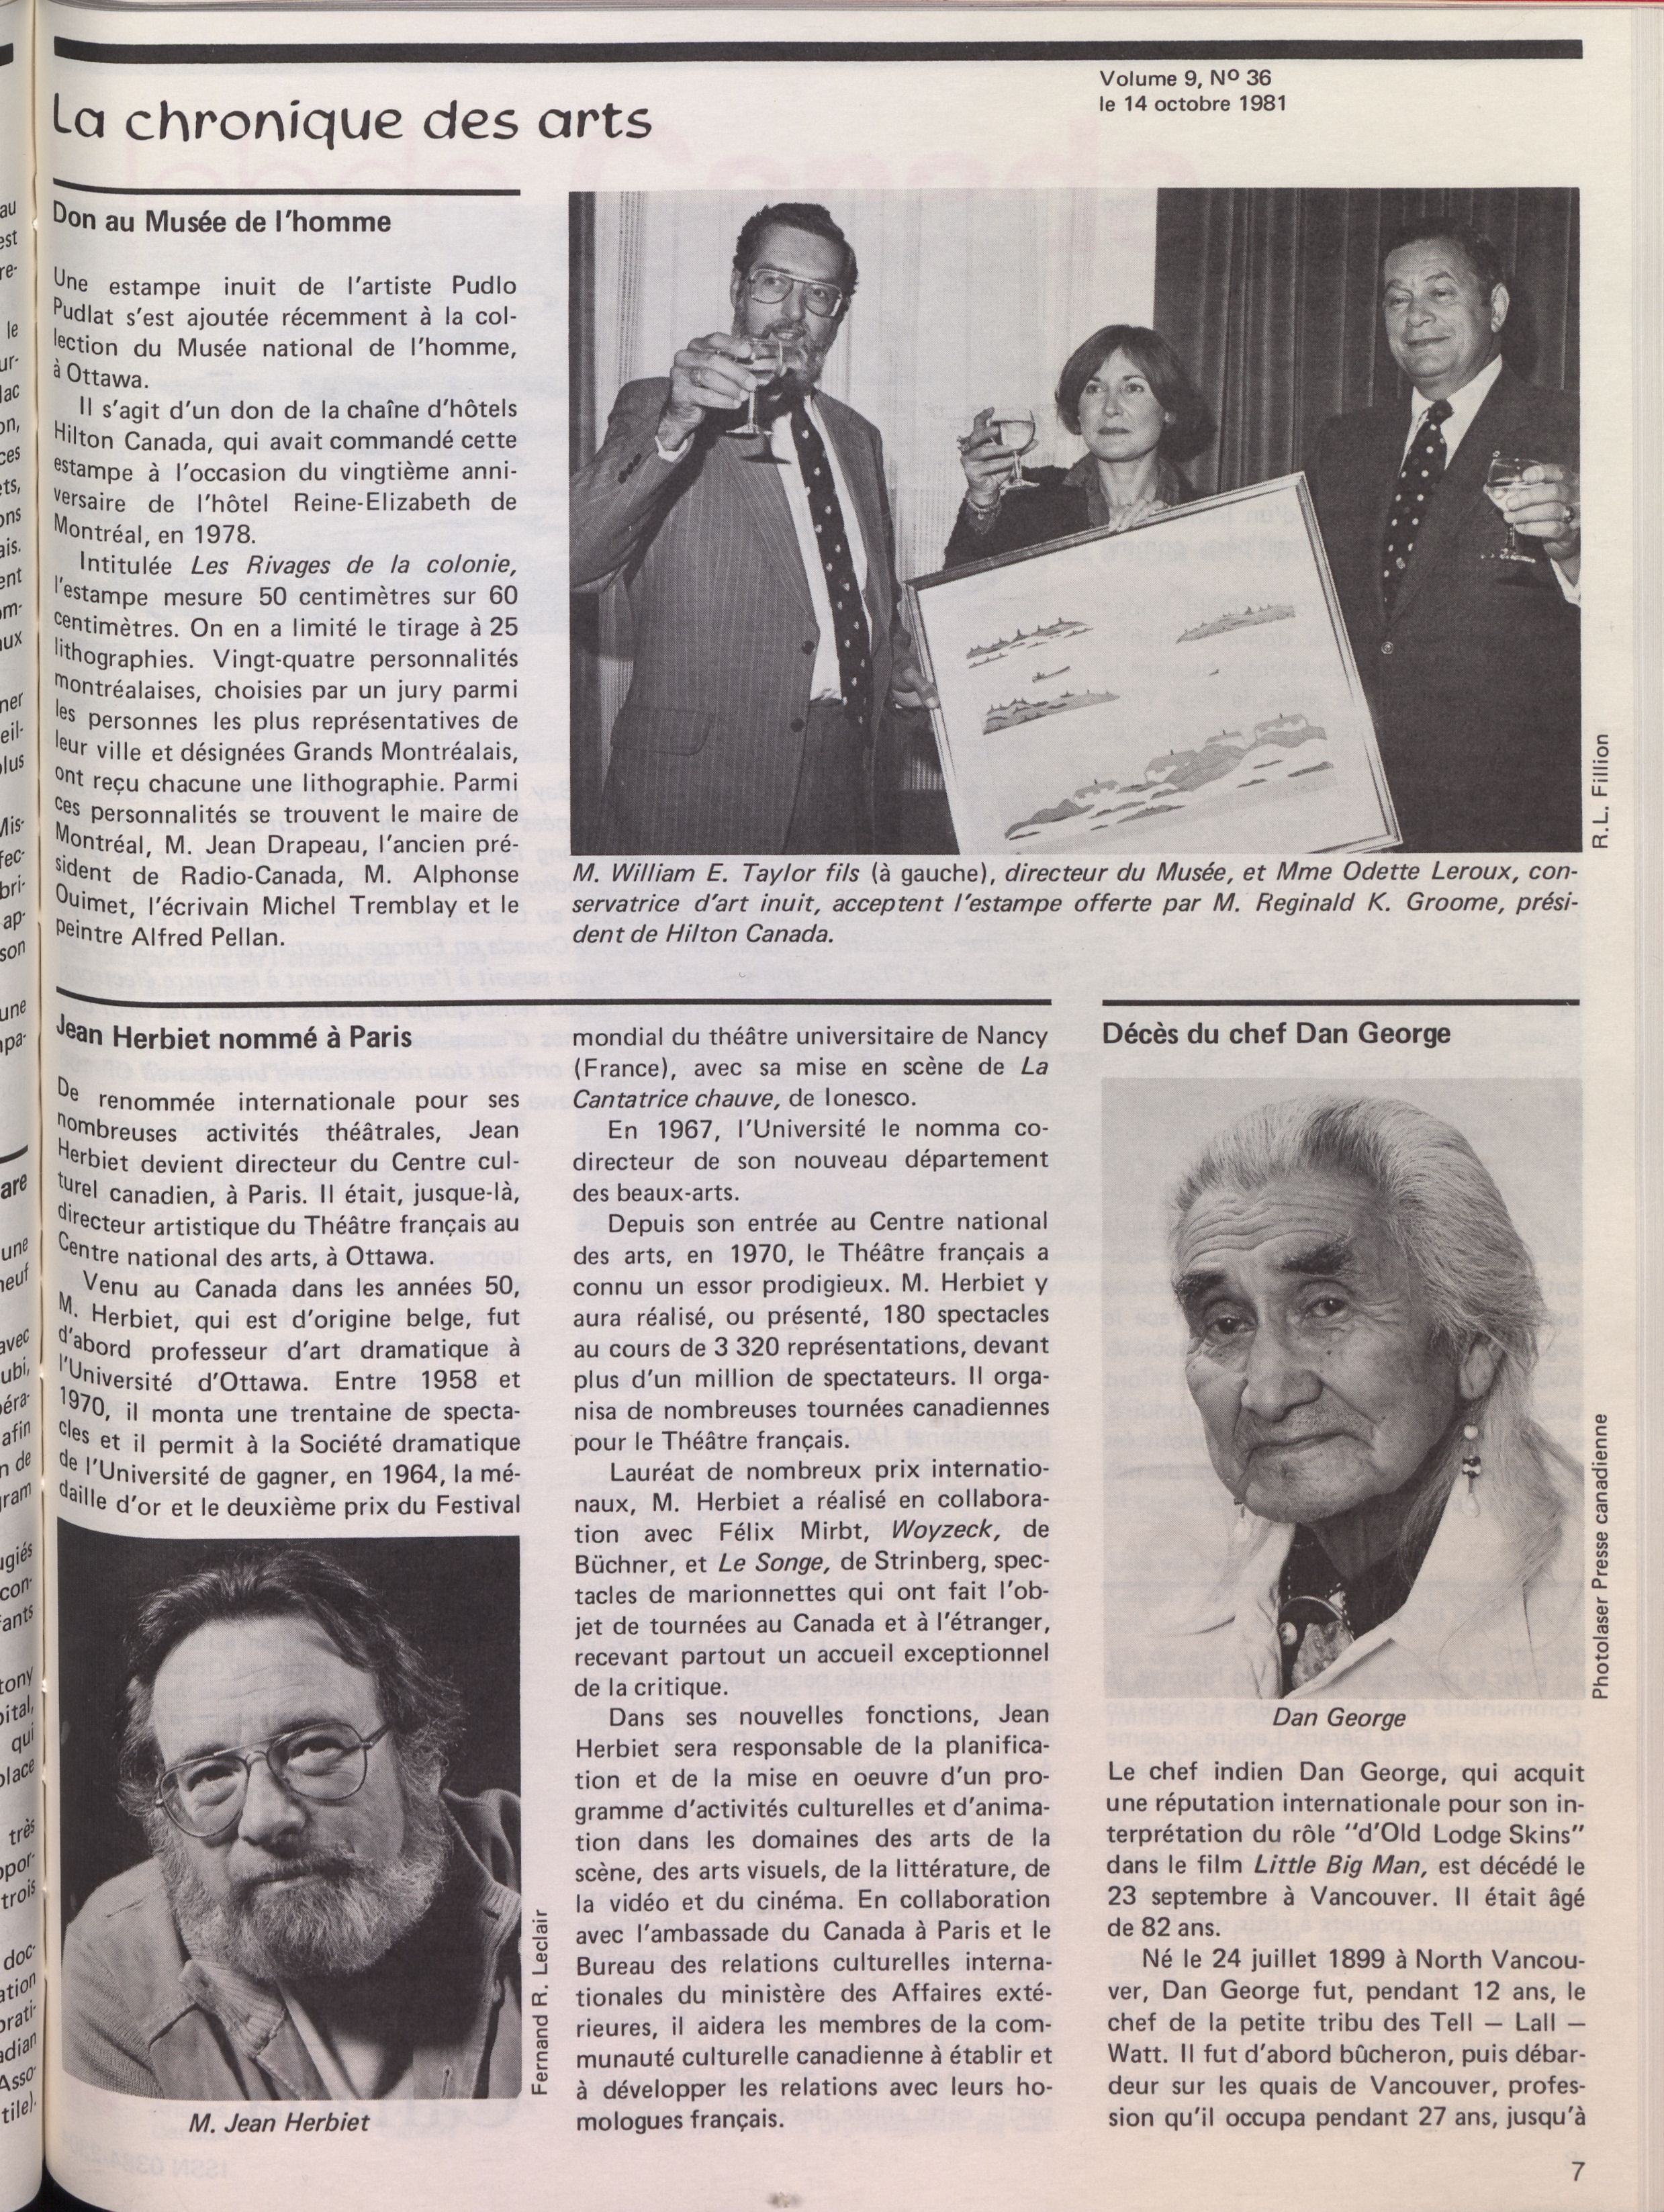 Volume 9, Nº 36
le 14 octobre 1981
La chronique des arts
Don au Musée de l'homme
Une estampe inuit de l'artiste Pudlo
Pudlat s'est ajoutée récemment à la col-
lection du Musée national de l'homme,
à Ottawa.
Il s'agit d'un don de la chaîne d'hôtels
Hilton Canada, qui avait commandé cette
estampe à l'occasion du vingtième anni-
versaire de l'hôtel Reine-Elizabeth de
Montréal, en 1978.
Intitulée Les Rivages de la colonie,
l'estampe mesure 50 centimètres sur 60
centimètres. On en a limité le tirage à 25
lithographies. Vingt-quatre personnalités
montréalaises, choisies par un jury parmi
les personnes les plus représentatives de
leur ville et désignées Grands Montréalais,
ont reçu chacune une lithographie. Parmi
ces personnalités se trouvent le maire de
Montréal, M. Jean Drapeau, l'ancien pré-
sident de Radio-Canada, M. Alphonse
Ouimet, l'écrivain Michel Tremblay et le
peintre Alfred Pellan.
R.L. Fillion
M. William E. Taylor fils (à gauche), directeur du Musée, et Mme Odette Leroux, con-
servatrice d'art inuit, acceptent l'estampe offerte par M. Reginald K. Groome, prési-
dent de Hilton Canada.
Jean Herbiet nommé à Paris
De renommée internationale pour ses
nombreuses activités théâtrales, Jean
Herbiet devient directeur du Centre cul-
turel canadien, à Paris. Il était, jusque-là,
directeur artistique du Théâtre français au
Centre national des arts, à Ottawa.
Venu au Canada dans les années 50,
M. Herbiet, qui est d'origine belge, fut
d'abord professeur d'art dramatique à
l'Université d'Ottawa. Entre 1958 et
1970, il monta une trentaine de specta-
cles et il permit à la Société dramatique
de l'Université de gagner, en 1964, la mé-
daille d'or et le deuxième prix du Festival
Fernand R. Leclair
M. Jean Herbiet
mondial du théâtre universitaire de Nancy
(France), avec sa mise en scène de La
Cantatrice chauve, de Ionesco.
En 1967, l'Université le nomma co-
directeur de son nouveau département
des beaux-arts.
Depuis son entrée au Centre national
des arts, en 1970, le Théâtre français a
connu un essor prodigieux. M. Herbiet y
aura réalisé, ou présenté, 180 spectacles
au cours de 3 320 représentations, devant
plus d'un million de spectateurs. Il orga-
nisa de nombreuses tournées canadiennes
pour le Théâtre français.
Lauréat de nombreux prix internatio-
naux, M. Herbiet a réalisé en collabora-
tion avec Félix Mirbt, Woyzeck, de
Büchner, et Le Songe, de Strinberg, spec-
tacles de marionnettes qui ont fait l'ob-
jet de tournées au Canada et à l'étranger,
recevant partout un accueil exceptionnel
de la critique.
Dans ses nouvelles fonctions, Jean
Herbiet sera responsable de la planifica-
tion et de la mise en oeuvre d'un pro-
gramme d'activités culturelles et d'anima-
tion dans les domaines des arts de la
scène, des arts visuels, de la littérature, de
la vidéo et du cinéma. En collaboration
avec l'ambassade du Canada à Paris et le
Bureau des relations culturelles interna-
tionales du ministère des Affaires exté-
rieures, il aidera les membres de la com-
munauté culturelle canadienne à établir et
à développer les relations avec leurs ho-
mologues français.
Décès du chef Dan George
Photolaser Presse canadienne
Dan George
Le chef indien Dan George, qui acquit
une réputation internationale pour son in-
terprétation du rôle "d'Old Lodge Skins"
dans le film Little Big Man, est décédé le
23 septembre à Vancouver. Il était âgé
de 82 ans.
Né le 24 juillet 1899 à North Vancou-
ver, Dan George fut, pendant 12 ans, le
chef de la petite tribu des Tell — Lall —
Watt. Il fut d'abord bûcheron, puis débar-
deur sur les quais de Vancouver, profes-
sion qu'il occupa pendant 27 ans, jusqu'à
7